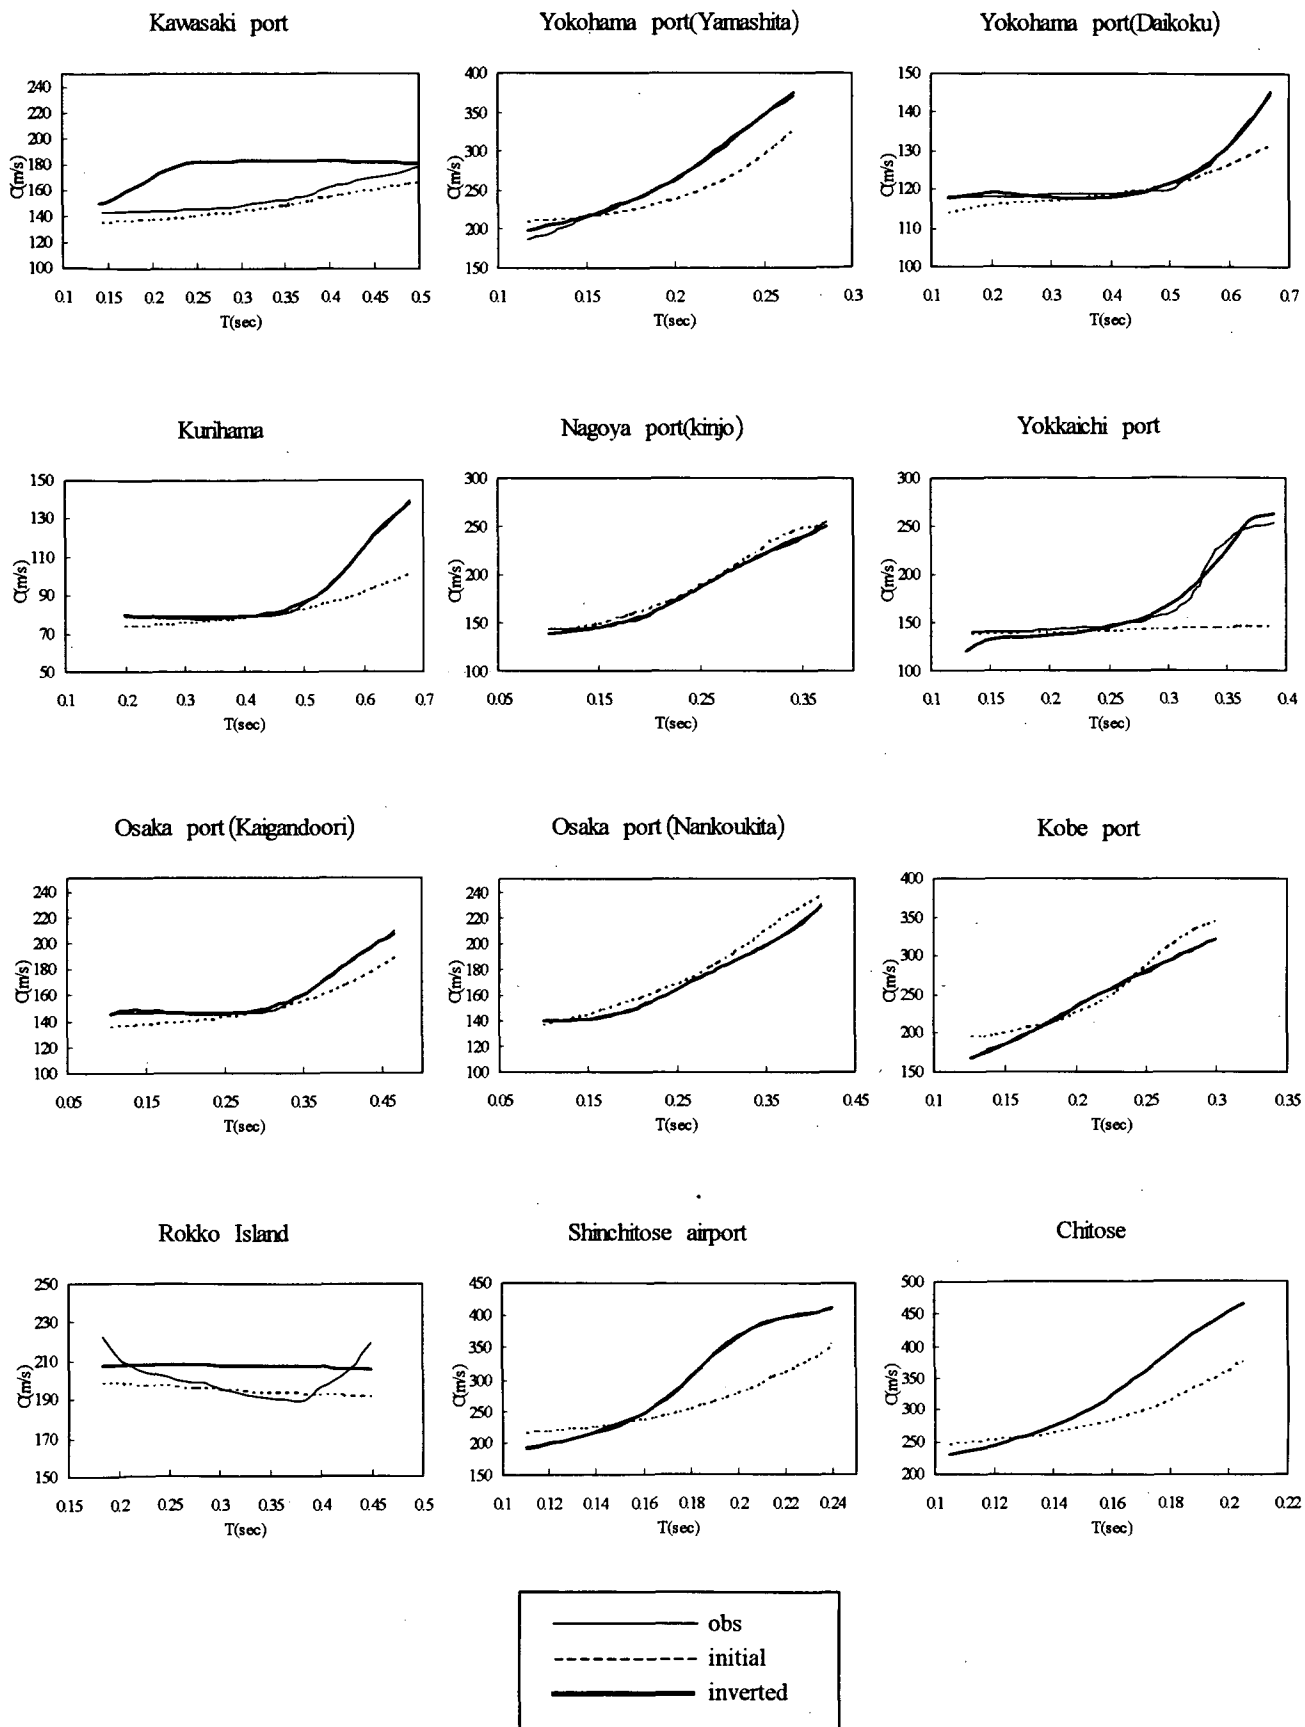 Kawasaki port
Yokohama port(Yamashita)
Yokohama port(Daikoku)
C(m/s)
240
220
200
180
160
140
120
100
0.1 0.15 0.2 0.25 0.3 0.35 0.4 0.45 0.5
T(sec)
C(m/s)
400
350
300
250
200
150
0.1 0.15 0.2 0.25 0.3
T(sec)
C(m/s)
150
140
130
120
110
100
0.1 0.2 0.3 0.4 0.5 0.6 0.7
T(sec)
Kurihama
Nagoya port(kinjo)
Yokkaichi port
C(m/s)
150
130
110
90
70
50
0.1 0.2 0.3 0.4 0.5 0.6 0.7
T(sec)
C(m/s)
300
250
200
150
100
0.05 0.15 0.25 0.35
T(sec)
C(m/s)
300
250
200
150
100
0.1 0.15 0.2 0.25 0.3 0.35 0.4
T(sec)
Osaka port (Kaigandoori)
Osaka port (Nankoukita)
Kobe port
C(m/s)
240
220
200
180
160
140
120
100
0.05 0.15 0.25 0.35 0.45
T(sec)
C(m/s)
240
220
200
180
160
140
120
100
0.05 0.15 0.25 0.35 0.45
T(sec)
C(m/s)
400
350
300
250
200
150
0.1 0.15 0.2 0.25 0.3 0.35
T(sec)
Rokko Island
Shinchitose airport
Chitose
C(m/s)
250
230
210
190
170
150
0.15 0.2 0.25 0.3 0.35 0.4 0.45 0.5
T(sec)
C(m/s)
450
400
350
300
250
200
150
0.1 0.12 0.14 0.16 0.18 0.2 0.22 0.24
T(sec)
C(m/s)
500
450
400
350
300
250
200
0.1 0.12 0.14 0.16 0.18 0.2 0.22
T(sec)
obs
initial
inverted